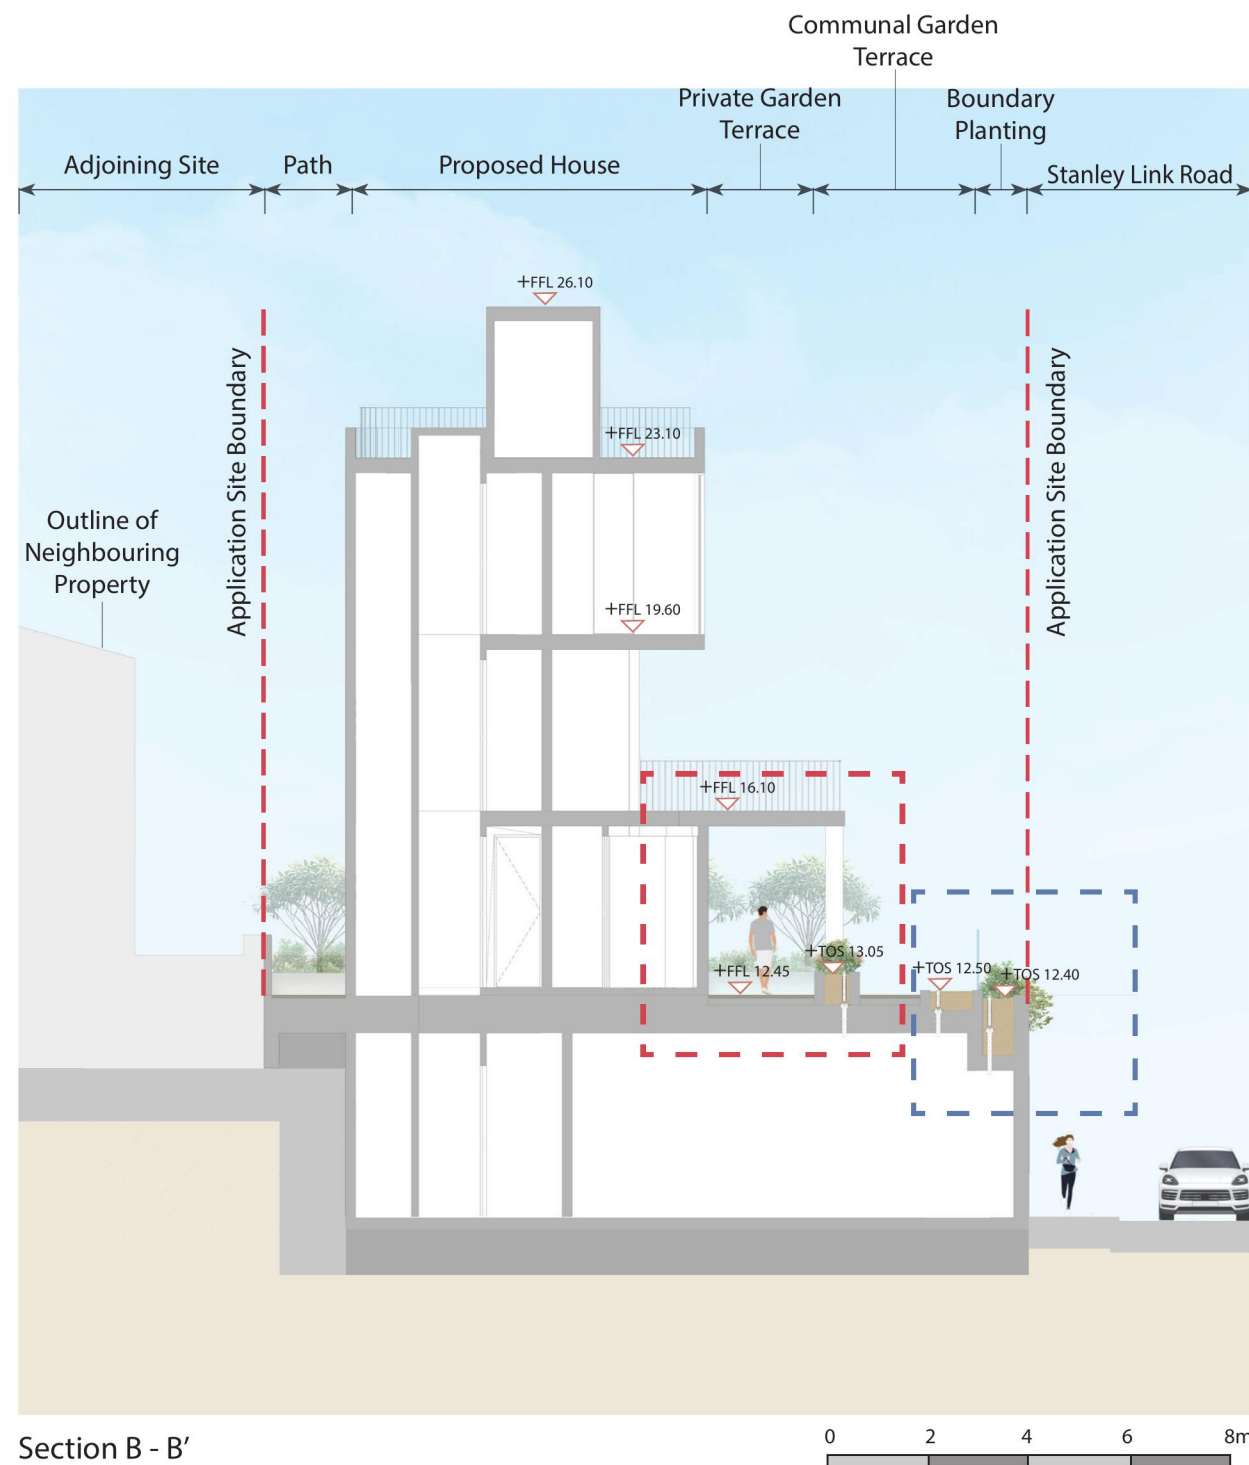 Communal Garden
Terrace
Private Garden
Terrace
Boundary
Planting
Adjoining Site
Path
Proposed House
Stanley Link Road
+FFL 26.10
Application Site Boundary
Application Site Boundary
+FFL 23.10
Outline of
Neighbouring
Property
+FFL 19.60
+FFL 16.10
+TOS 13.05
+FFL 12.45
+TOS 12.50
+TOS 12.40
Section B - B’
0 2 4 6 8m